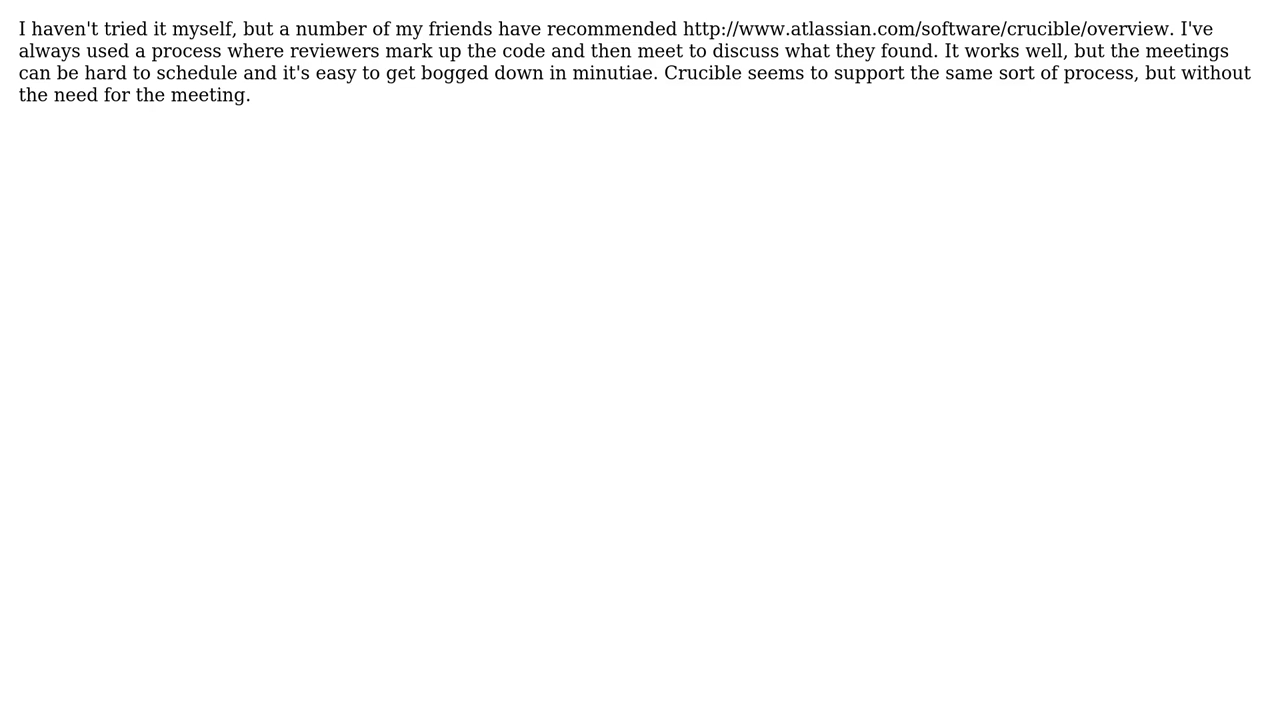 I haven't tried it myself, but a number of my friends have recommended http://www.atlassian.com/software/crucible/overview. I've
always used a process where reviewers mark up the code and then meet to discuss what they found. It works well, but the meetings
can be hard to schedule and it's easy to get bogged down in minutiae. Crucible seems to support the same sort of process, but without
the need for the meeting.